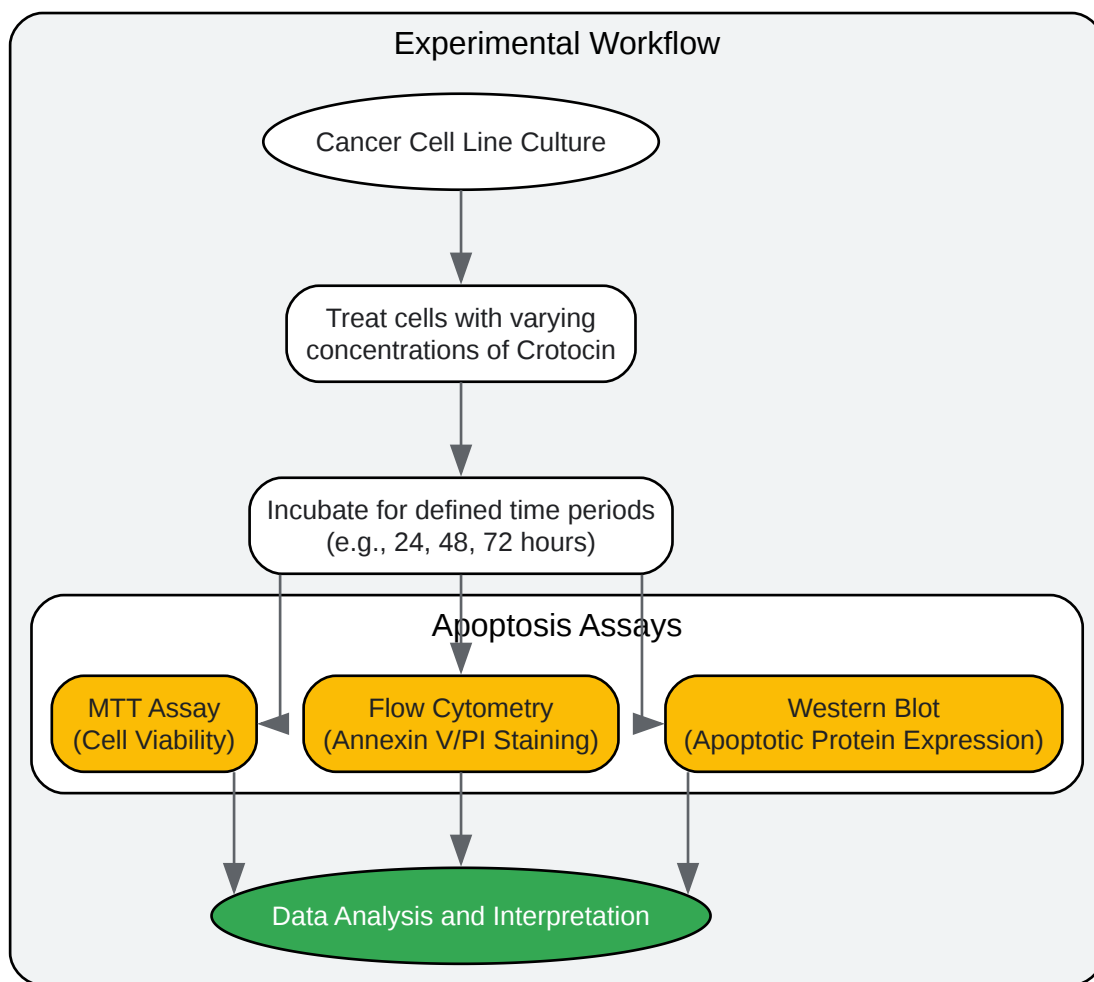 Experimental Workflow
Cancer Cell Line Culture
Treat cells with varying
concentrations of Crotocin
Incubate for defined time periods
(e.g., 24, 48, 72 hours)
Apoptosis Assays
MTT Assay
(Cell Viability)
Flow Cytometry
(Annexin V/PI Staining)
Western Blot
(Apoptotic Protein Expression)
Data Analysis and Interpretation